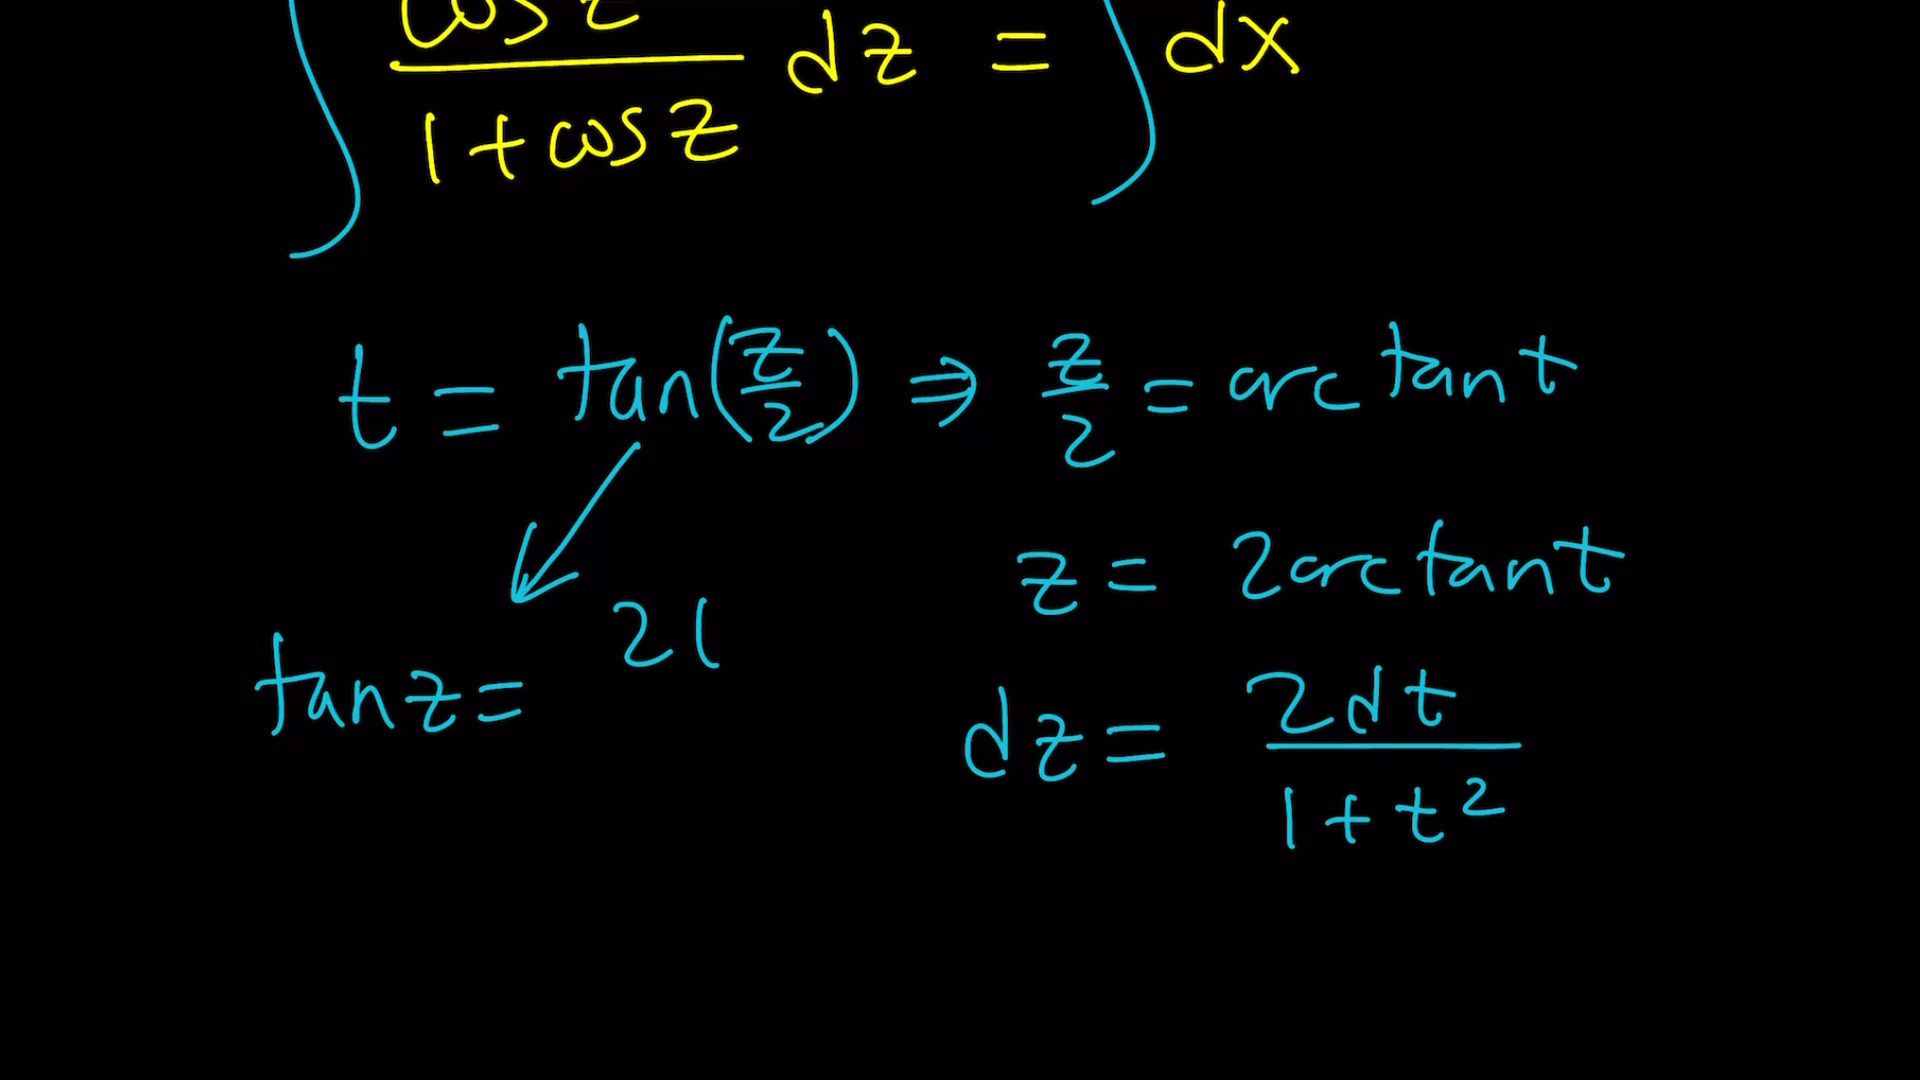 ∫ cos z / 1 + cos z dz = ∫ dx
t = tan(z/2) ⇒ z/2 = arctan t
z = 2arctan t
tan z = 2(
dz = 2dt / 1 + t²